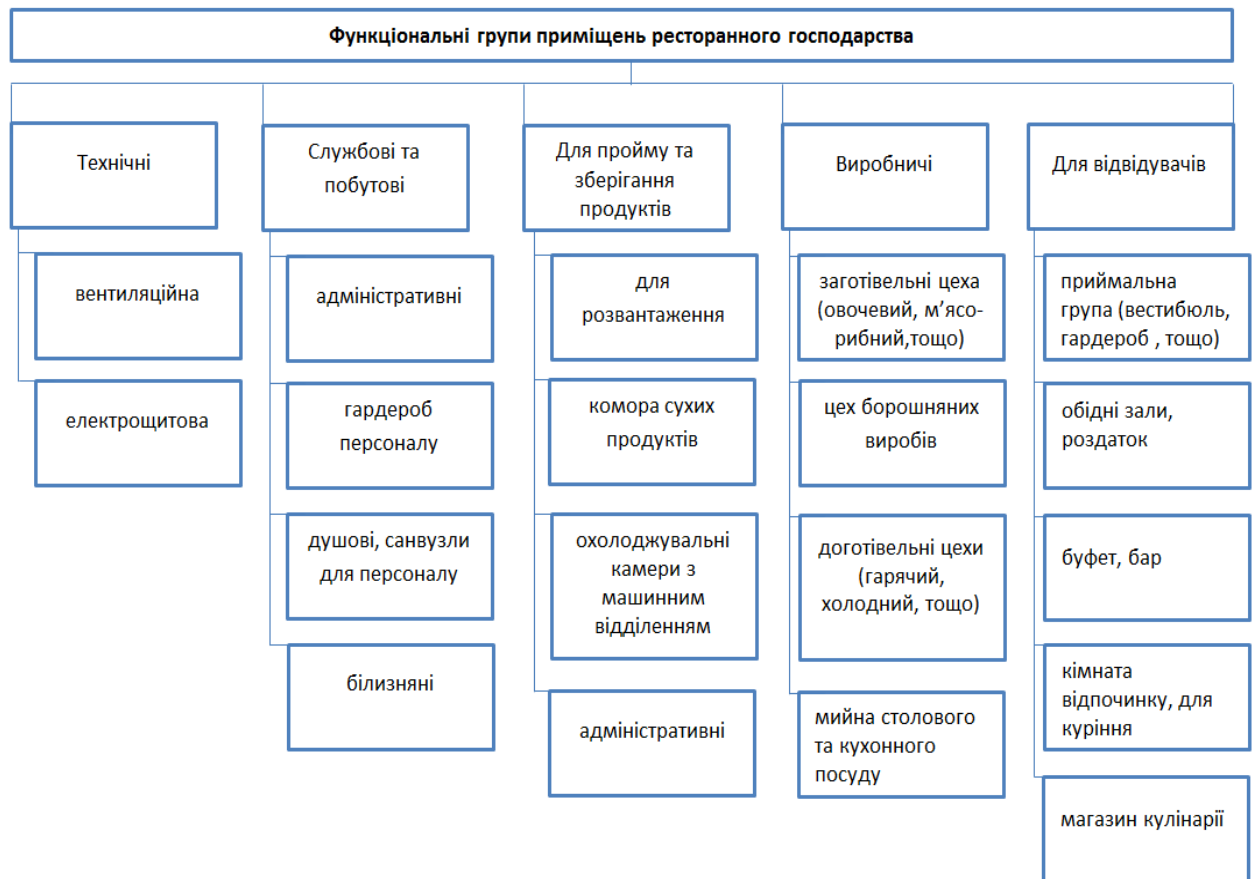 Функціональні групи приміщень ресторанного господарства
Технічні
Службові та
побутові
Для пройму та
зберігання
продуктів
Виробничі
Для відвідувачів
вентиляційна
електрощитова
адміністративні
гардероб
персоналу
душові, санвузли
для персоналу
білизняні
для
розвантаження
комора сухих
продуктів
охолоджувальні
камери з
машинним
відділенням
адміністративні
заготівельні цеха
(овочевий, м’ясо-
рибний,тощо)
цех борошняних
виробів
доготівельні цехи
(гарячий,
холодний, тощо)
мийна столового
та кухонного
посуду
приймальна
група (вестибюль,
гардероб , тощо)
обідні зали,
роздаток
буфет, бар
кімната
відпочинку, для
куріння
магазин кулінарії